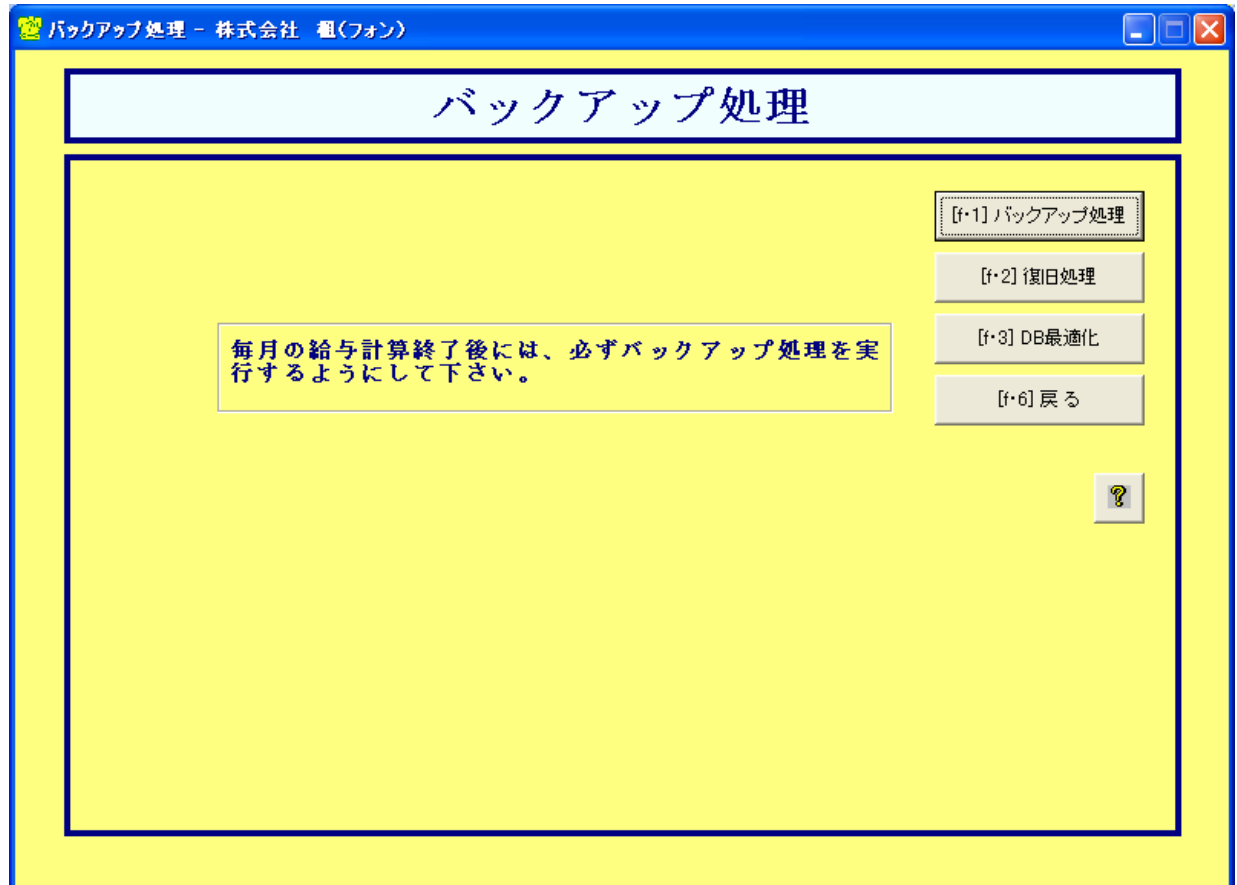 バックアップ処理 - 株式会社 楓(フォン)
バックアップ処理
[f・1] バックアップ処理
[f・2] 復旧処理
[f・3] DB最適化
[f・6] 戻 る
毎月の給与計算終了後には、必ずバックアップ処理を実
行するようにして下さい。
?